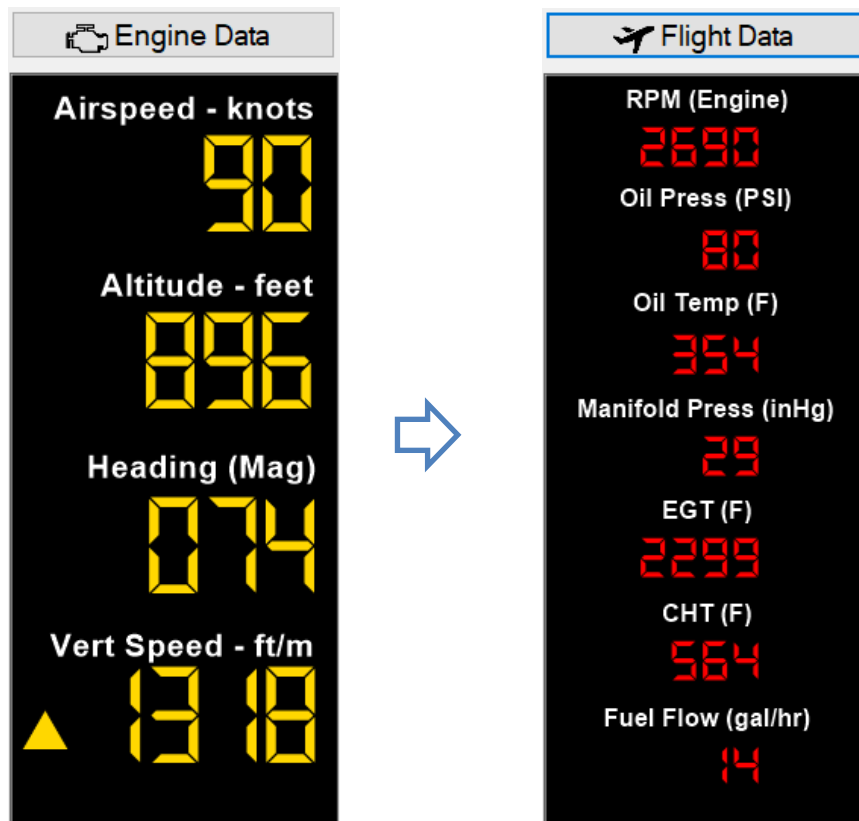 Engine Data
Airspeed - knots
90
Altitude - feet
896
Heading (Mag)
074
Vert Speed - ft/m
1318
Flight Data
RPM (Engine)
2690
Oil Press (PSI)
80
Oil Temp (F)
354
Manifold Press (inHg)
29
EGT (F)
2299
CHT (F)
564
Fuel Flow (gal/hr)
14